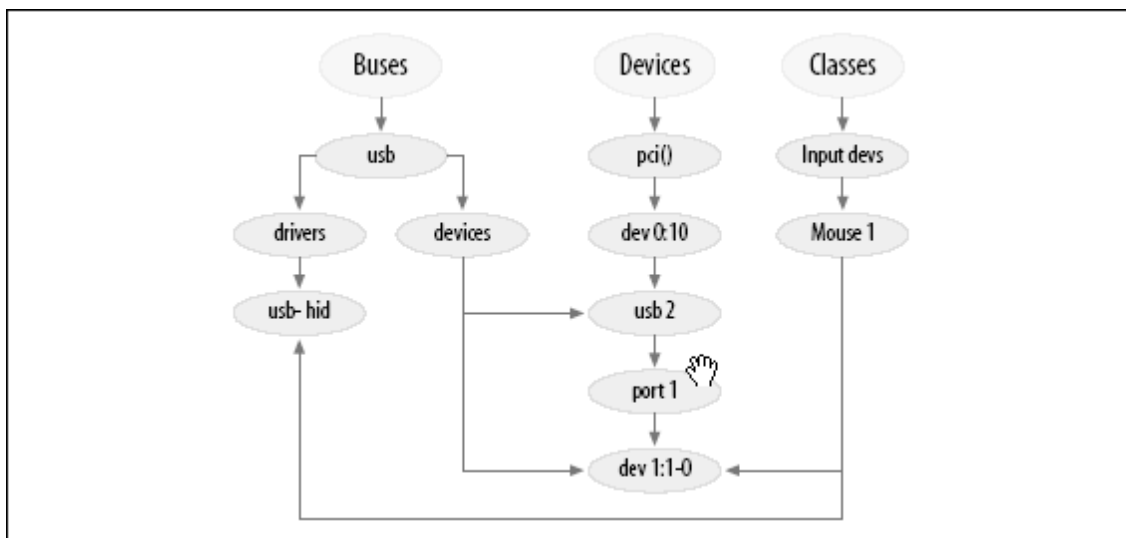 Buses Devices Classes
usb pci() Input devs
drivers devices dev 0:10 Mouse 1
usb- hid usb 2
port 1
dev 1:1-0